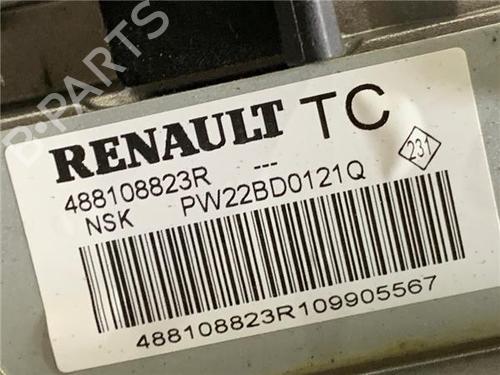 B-PARTS
RENAULT TC
488108823R ---
NSK PW22BD0121Q
231
488108823R109905567